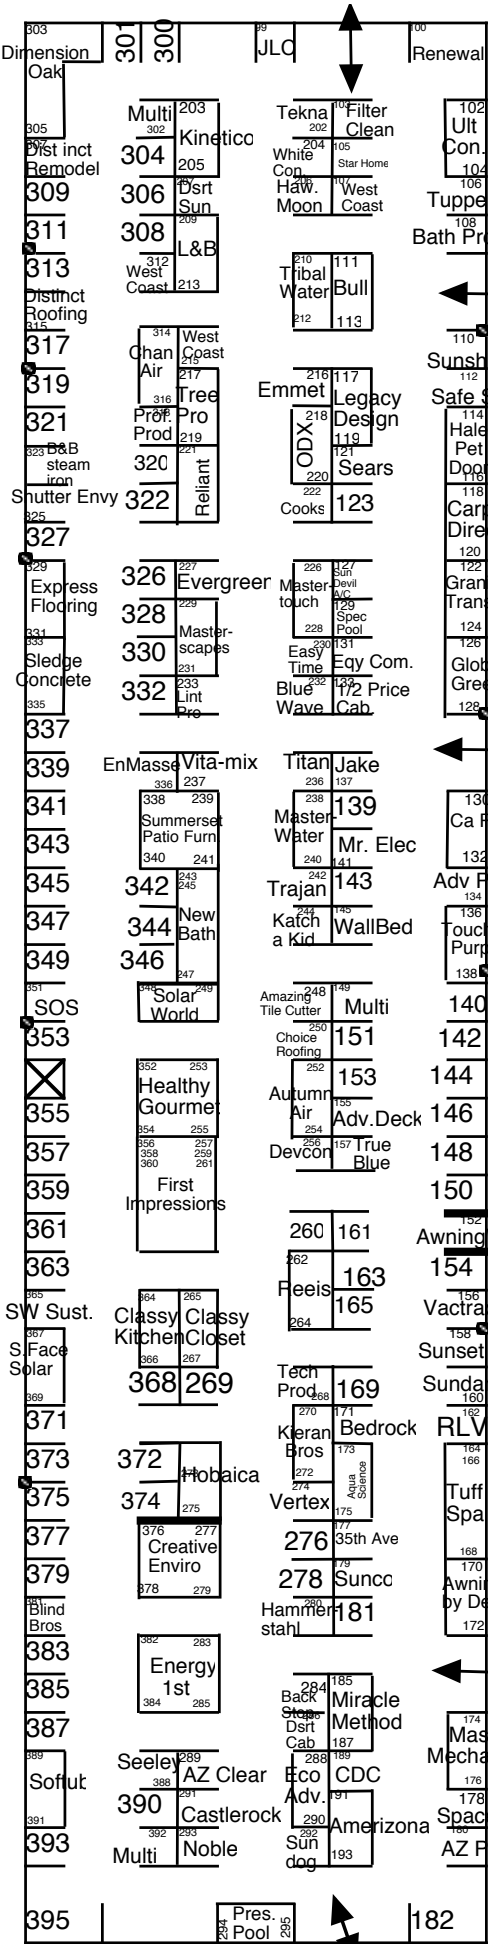 303
Dimension
Oak
305
301
300
99
JLC
100
Renewal
307
Dist inct
Remodel
309
311
313
Distinct
Roofing
315
317
319
321
323 B&B
steam
iron
Shutter Envy
325
327
329
Express
Flooring
331
333
Sledge
Concrete
335
337
339
341
343
345
347
349
351
SOS
353
355
357
359
361
363
365
SW Sust.
367
S.Face
Solar
369
371
373
375
377
379
381
Blind
Bros
383
385
387
389
Softub
391
393
395
Multi 203
302
Kinetico
304
205
306
207
Dsrt
Sun
308
209
L&B
312
West
Coast
213
314
Chan
Air
316
West
Coast
215
217
Tree
Pro
219
318
Prof.
Prod
320
221
Reliant
322
326
227
Evergreen
328
229
Master-
scapes
231
330
332
233
Lint
Pro
EnMasse
336
Vita-mix
237
338 239
Summerset
Patio Furn
340 241
342
243
245
New
Bath
247
344
346
348 249
Solar
World
352 253
Healthy
Gourmet
354 255
356 257
358 259
360 261
First
Impressions
364
Classy
Kitchen
366
265
Classy
Closet
267
368 269
372
273
Hobaica
275
374
376 277
Creative
Enviro
378 279
382 283
Energy
1st
384 285
Seeley
388
289
AZ Clear
390
291
Castlerock
392
Multi
293
Noble
294
Pres.
Pool
295
Tekna
202
103
Filter
Clean
204
White
Con.
105
Star Home
206
Haw.
Moon
107
West
Coast
210
Tribal
Water
212
111
Bull
113
216
Emmet
117
Legacy
Design
119
218
ODX
220
121
Sears
222
Cooks
123
226
Master-
touch
228
127
Sun
Devil
A/C
129
Spec
Pool
230
Easy
Time
131
Eqy Com.
232
Blue
Wave
133
1/2 Price
Cab.
Titan
236
Jake
137
238
Master-
Water
240
139
Mr. Elec
141
242
Trajan
143
244
Katch
a Kid
145
WallBed
248
Amazing
Tile Cutter
149
Multi
250
Choice
Roofing
151
252
Autumn
Air
254
153
155
Adv.Deck
256
Devcon
157 True
Blue
260 161
262
Reeis
264
163
165
Tech
Prod
268
169
270
Kieran
Bros
272
171
Bedrock
173
Aqua
Science
175
274
Vertex
276
177
35th Ave
278
179
Sunco
280
Hammer-
stahl
181
284
Back
Stop
286
Dsrt
Cab
185
Miracle
Method
187
288
Eco
Adv.
290
189
CDC
191
Amerizona
193
292
Sun
dog
102
Ult
Con.
104
106
Tuppe
108
Bath Pro
110
Sunsh
112
Safe S
114
Hale
Pet
Door
116
118
Carp
Dire
120
122
Gran
Trans
124
126
Glob
Gree
128
130
Ca P
132
Adv P
134
136
Touch
Purp
138
140
142
144
146
148
150
152
Awning
154
156
Vactra
158
Sunset
Sunda
160
162
RLV
164
166
Tuff
Spa
168
170
Awnin
by De
172
174
Mas
Mecha
176
178
Spac
180
AZ P
182